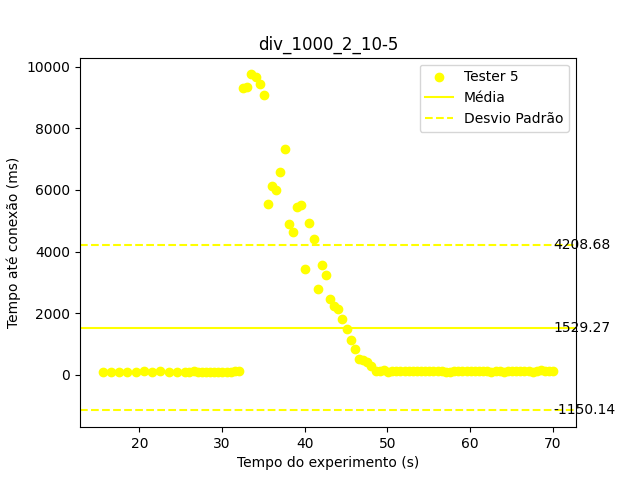 div_1000_2_10-5
Tester 5
Média
Desvio Padrão
10000
8000
6000
4000
2000
0
4208.68
1529.27
-1150.14
20 30 40 50 60 70
Tempo do experimento (s)
Tempo até conexão (ms)